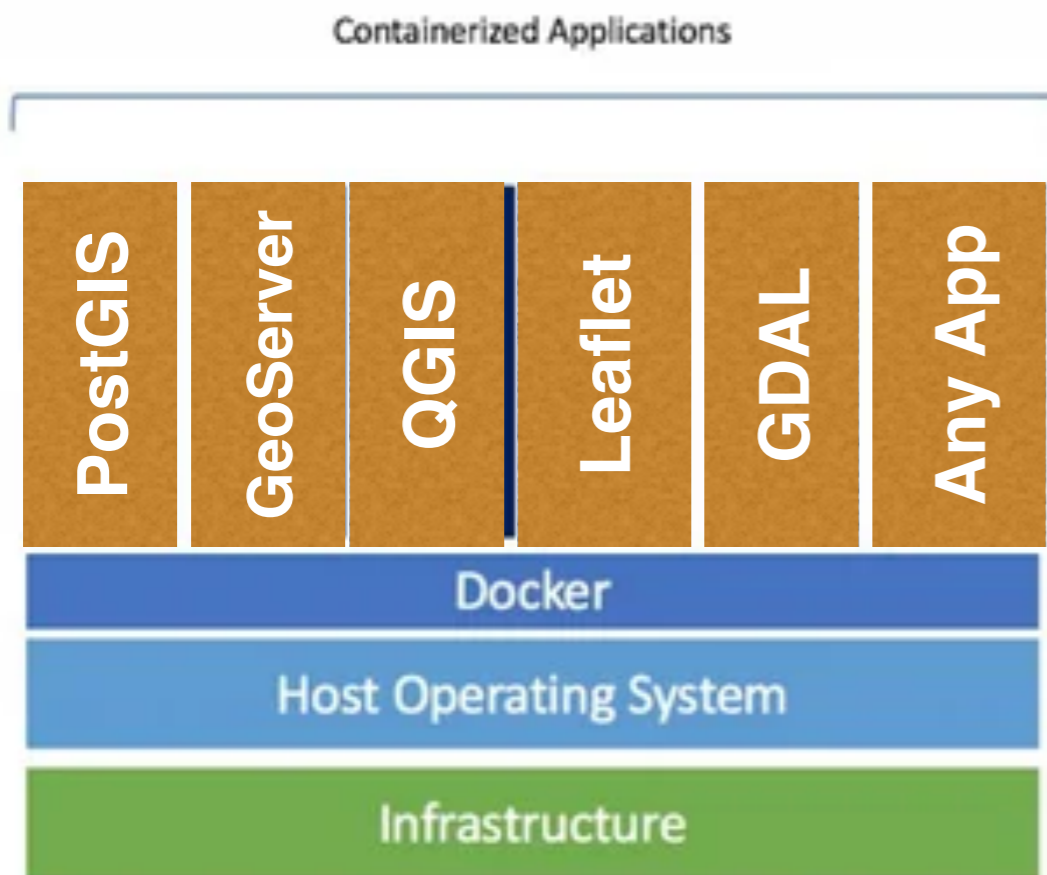 Containerized Applications
PostGIS
GeoServer
QGIS
Leaflet
GDAL
Any App
Docker
Host Operating System
Infrastructure